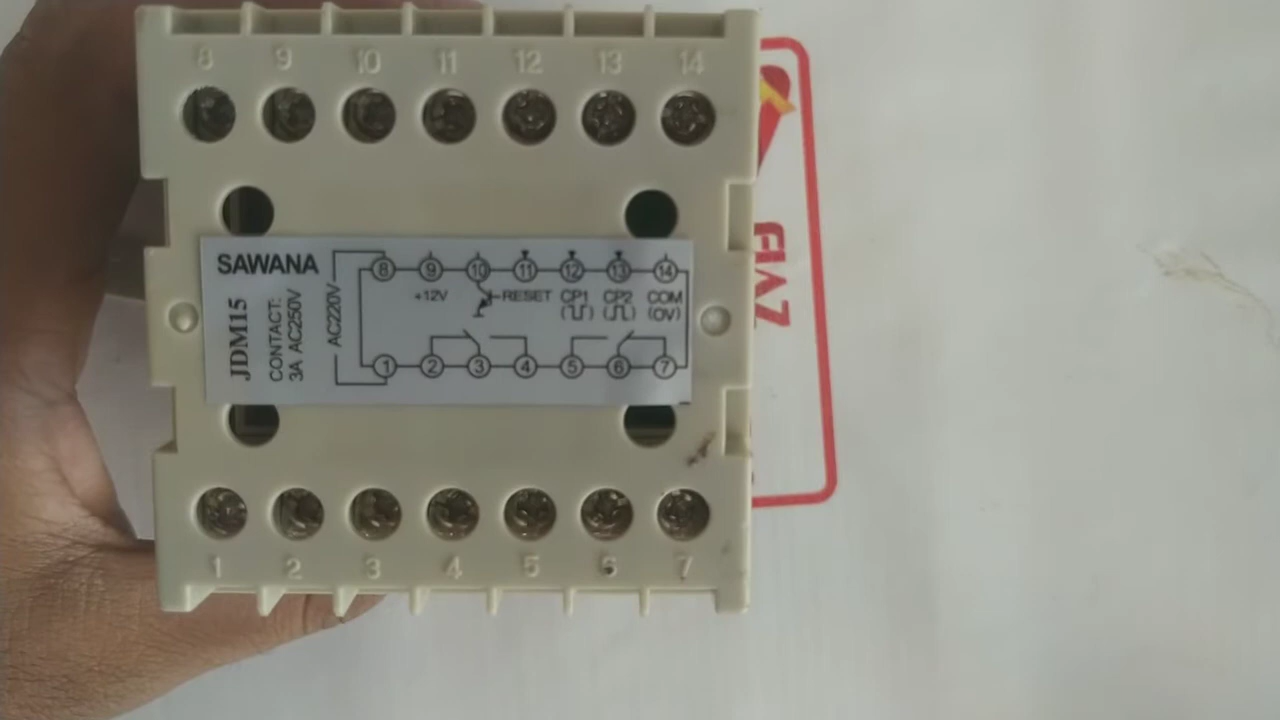 8 9 10 11 12 13 14
SAWANA
JDM15
CONTACT:
3A AC250V
AC220V
8 9 10 11 12 13 14
+12V RESET CP1 CP2 COM
(0V)
1 2 3 4 5 6 7
1 2 3 4 5 6 7